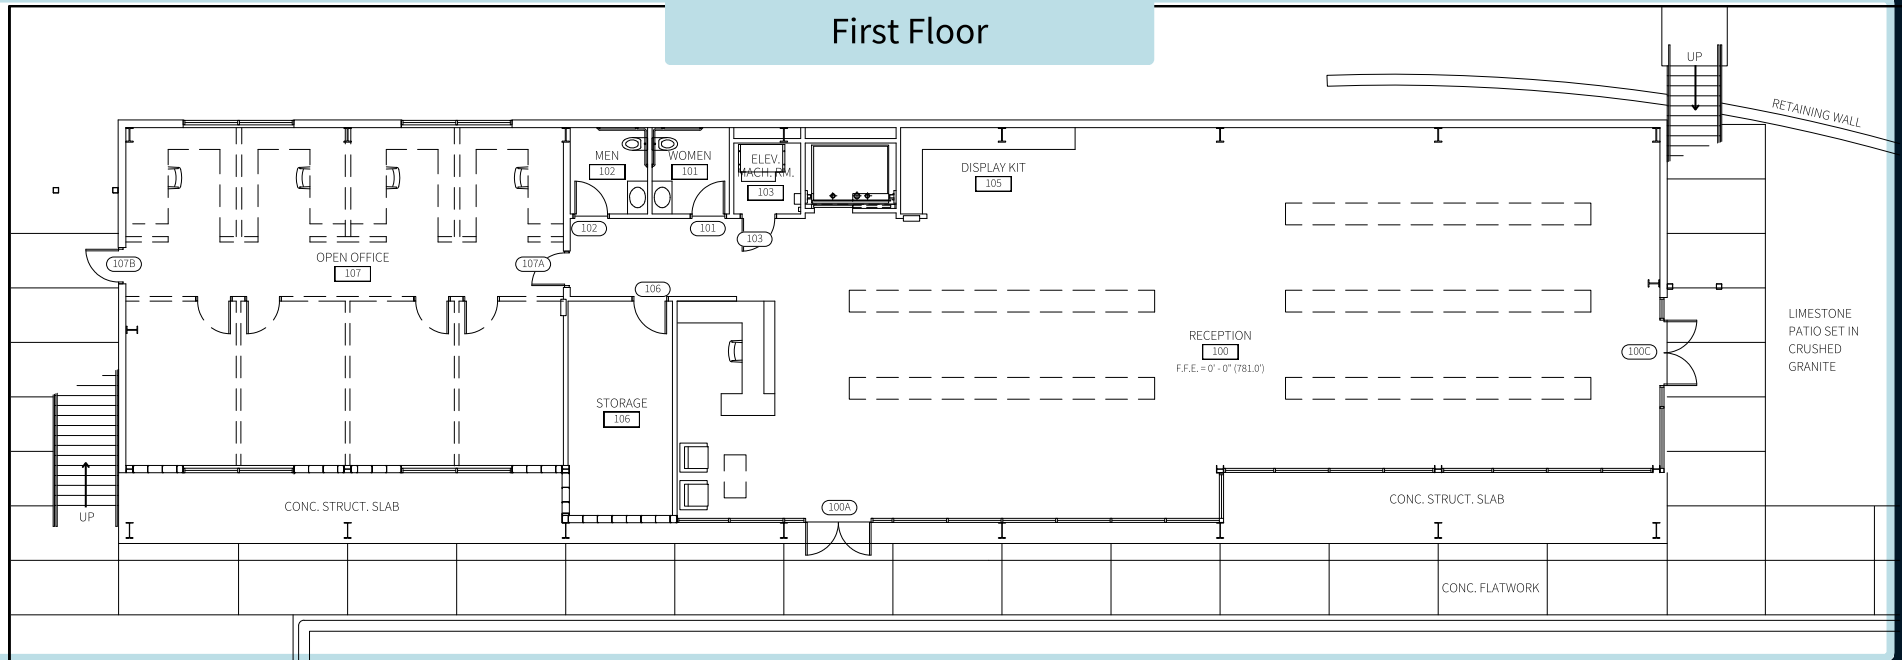 First Floor
UP
RETAINING WALL
MEN
102
WOMEN
101
ELEV.
MACH. RM.
103
DISPLAY KIT
105
102
101
103
107B
OPEN OFFICE
107
107A
106
LIMESTONE
PATIO SET IN
CRUSHED
GRANITE
RECEPTION
100
F.F.E. = 0' - 0" (781.0')
100C
STORAGE
106
CONC. STRUCT. SLAB
CONC. STRUCT. SLAB
100A
UP
CONC. FLATWORK